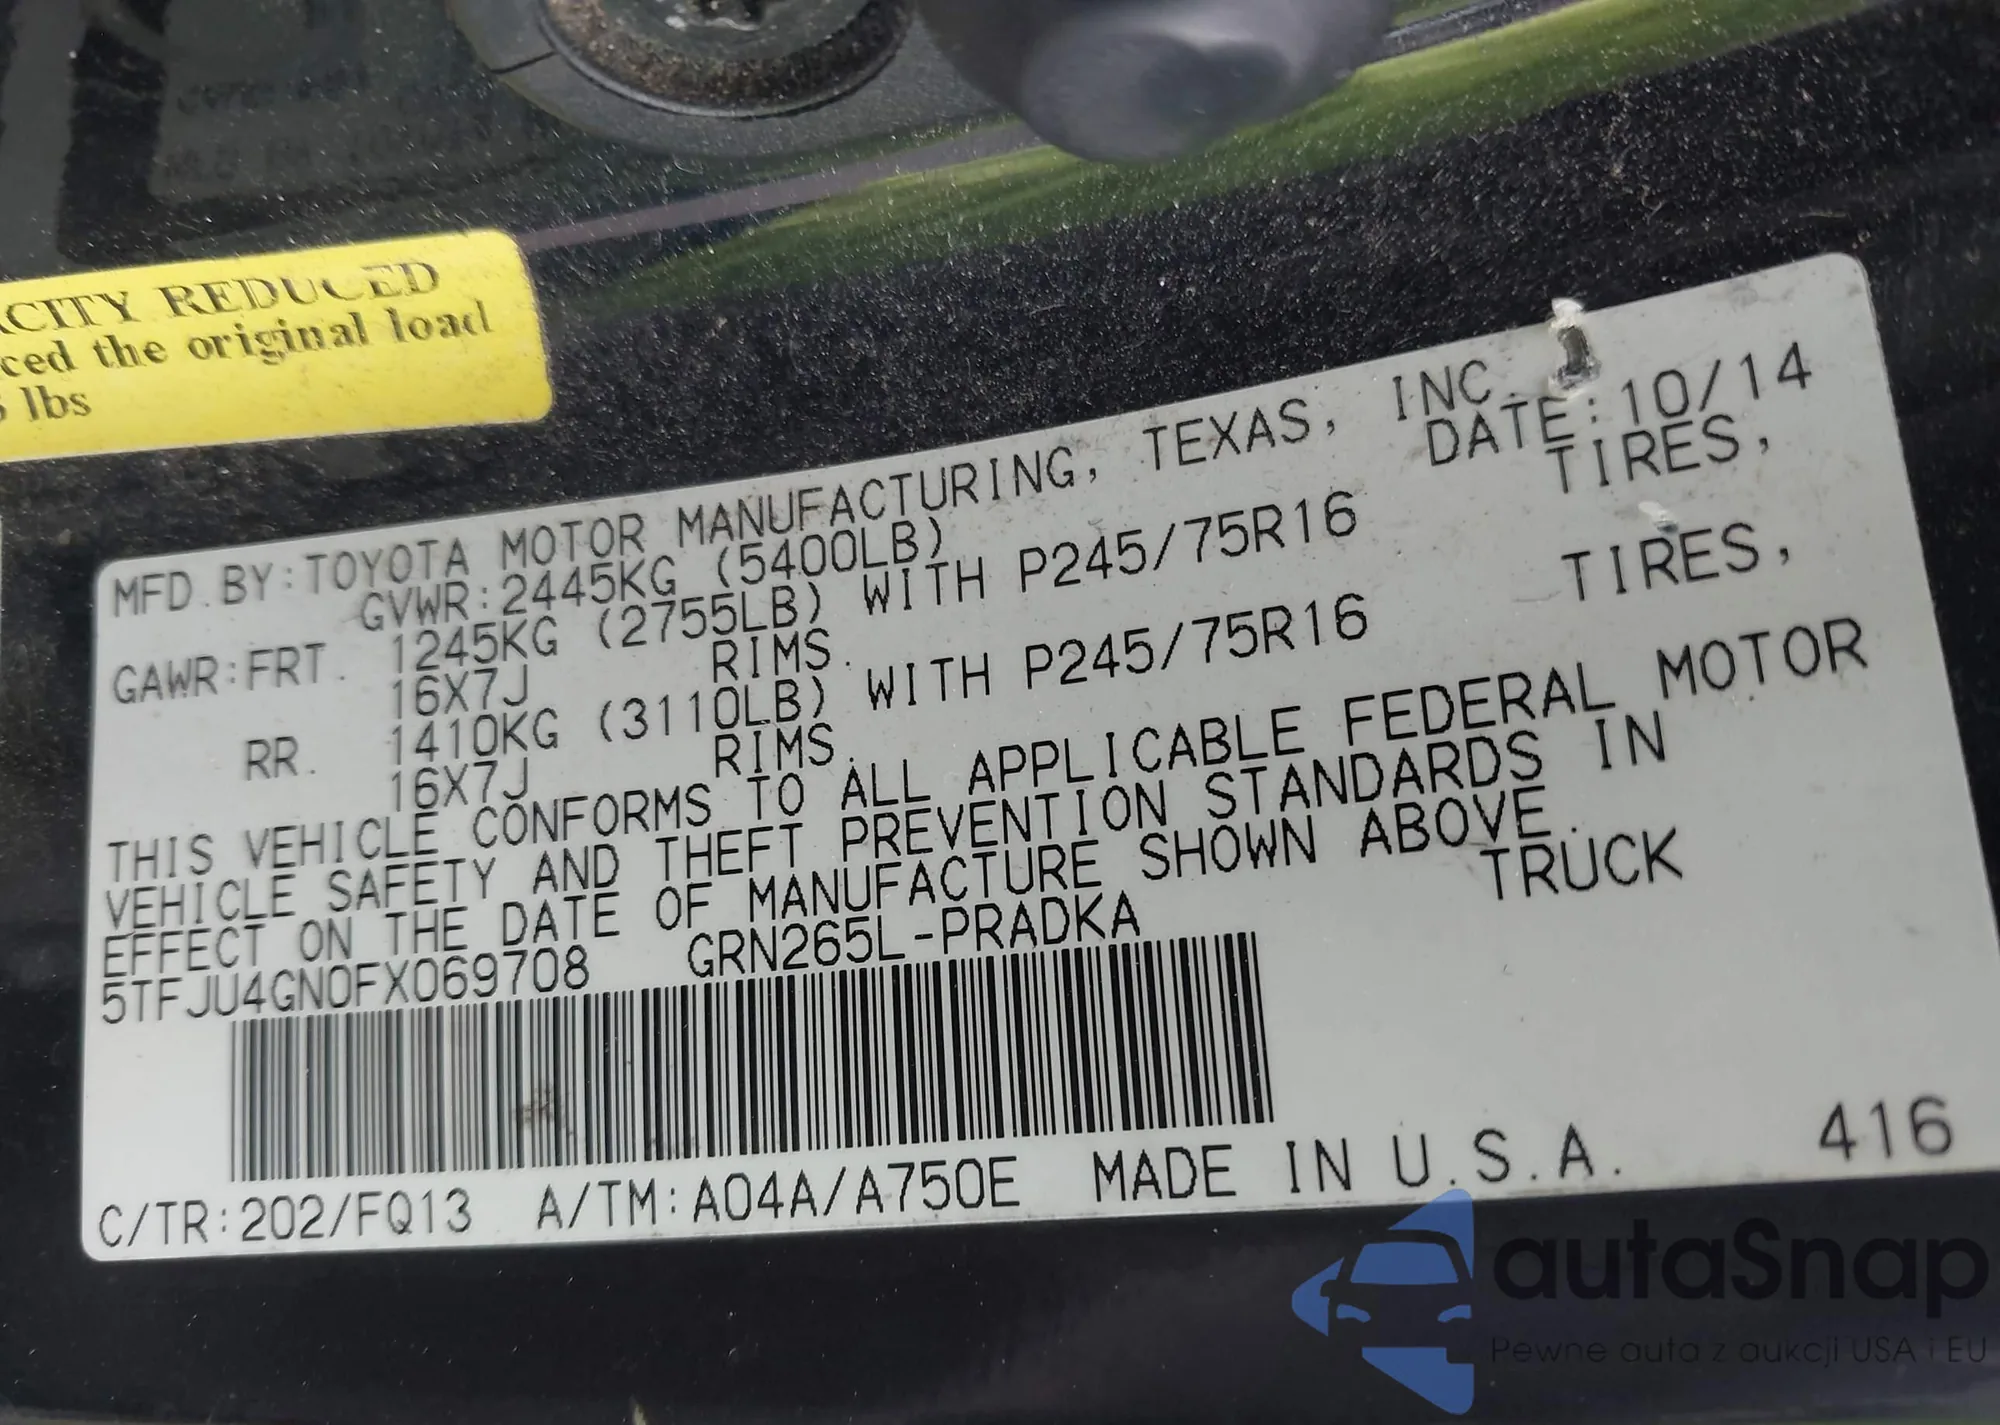 CITY REDUCED
ced the original load
lbs
MFD. BY: TOYOTA MOTOR MANUFACTURING, TEXAS, INC.
GVWR: 2445KG (5400LB) DATE: 10/14
GAWR: FRT. 1245KG (2755LB) WITH P245/75R16 TIRES,
16X7J RIMS.
RR. 1410KG (3110LB) WITH P245/75R16 TIRES,
16X7J RIMS.
THIS VEHICLE CONFORMS TO ALL APPLICABLE FEDERAL MOTOR
VEHICLE SAFETY AND THEFT PREVENTION STANDARDS IN
EFFECT ON THE DATE OF MANUFACTURE SHOWN ABOVE.
5TFJU4GN0FX069708 GRN265L-PRADKA TRUCK
C/TR: 202/FQ13 A/TM: A04A/A750E MADE IN U.S.A. 416
autaSnap
Pewne auta z aukcji USA i EU